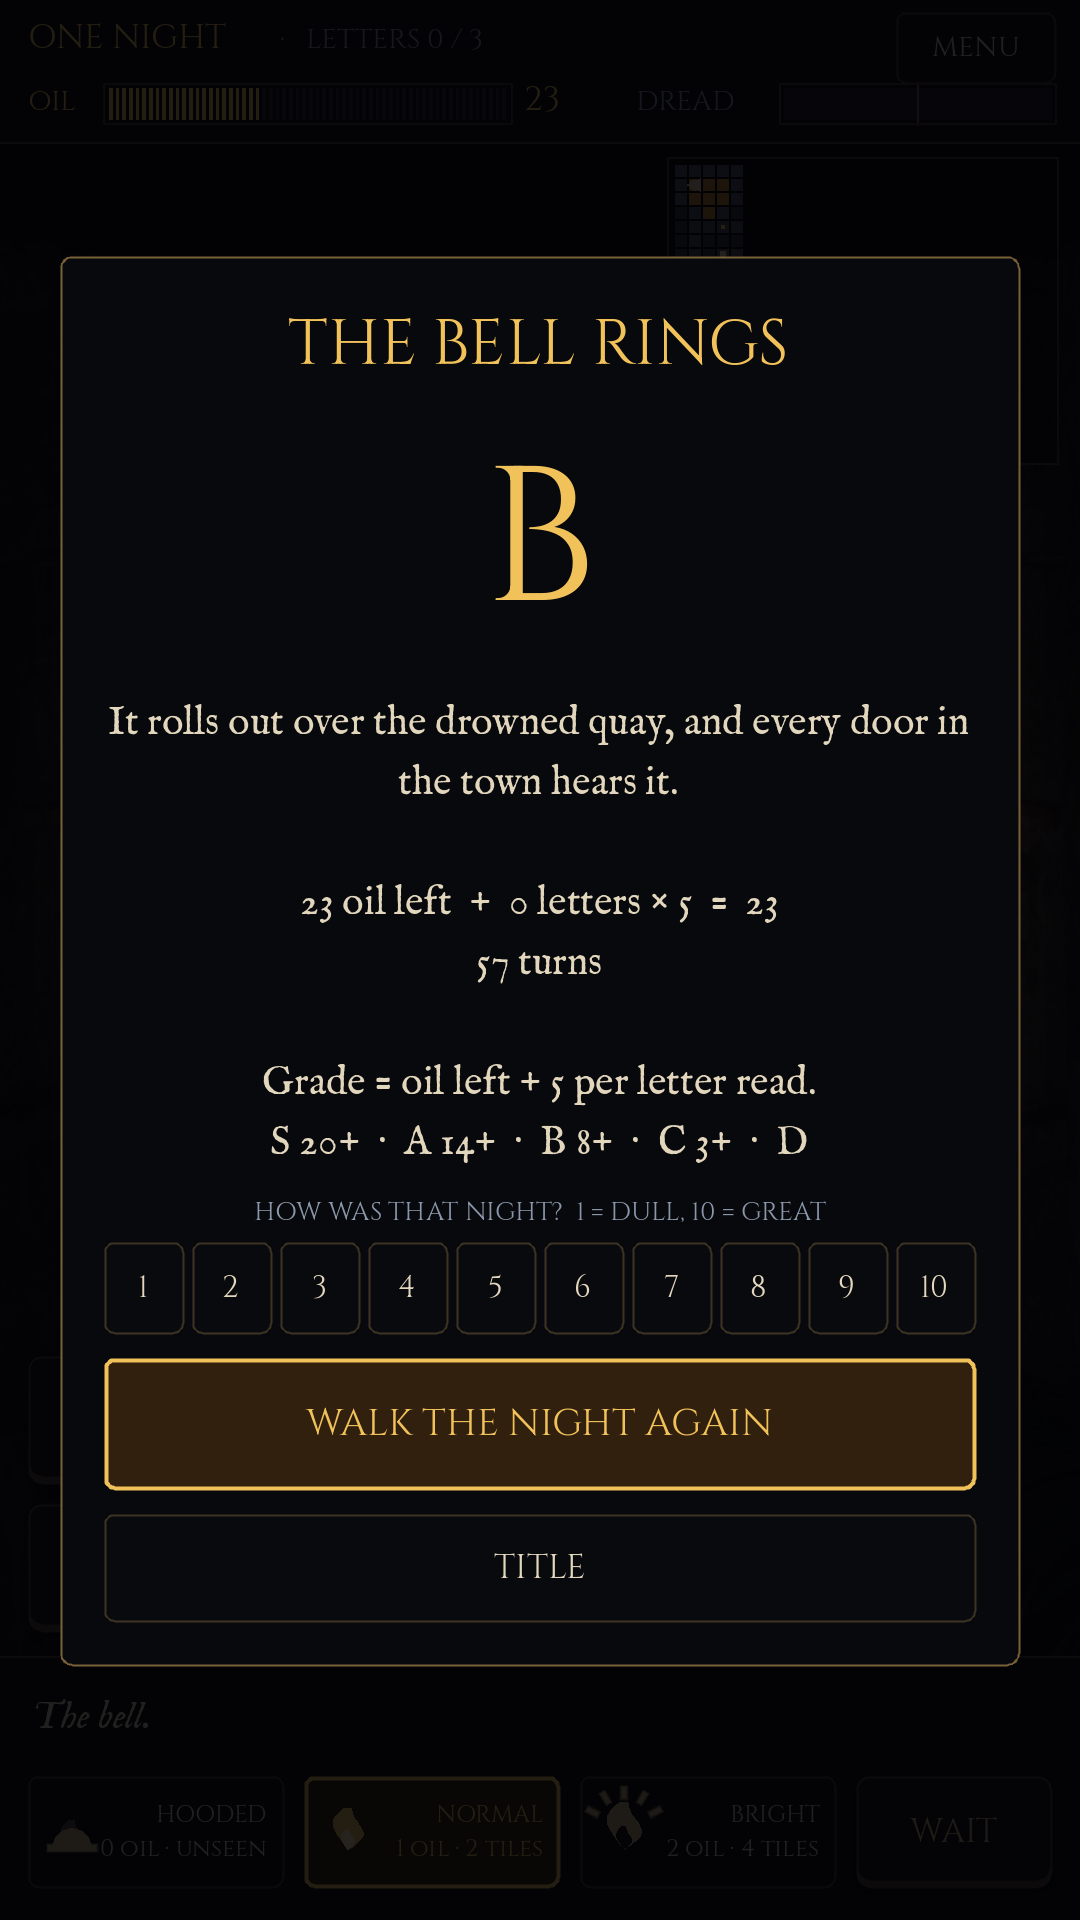 ONE NIGHT · LETTERS 0 / 3
MENU
OIL 23 DREAD
THE BELL RINGS
B
It rolls out over the drowned quay, and every door in
the town hears it.
23 oil left + 0 letters × 5 = 23
57 turns
Grade = oil left + 5 per letter read.
S 20+ · A 14+ · B 8+ · C 3+ · D
HOW WAS THAT NIGHT? 1 = DULL, 10 = GREAT
1 2 3 4 5 6 7 8 9 10
WALK THE NIGHT AGAIN
TITLE
The bell.
HOODED
0 OIL · UNSEEN
NORMAL
1 OIL · 2 TILES
BRIGHT
2 OIL · 4 TILES
WAIT